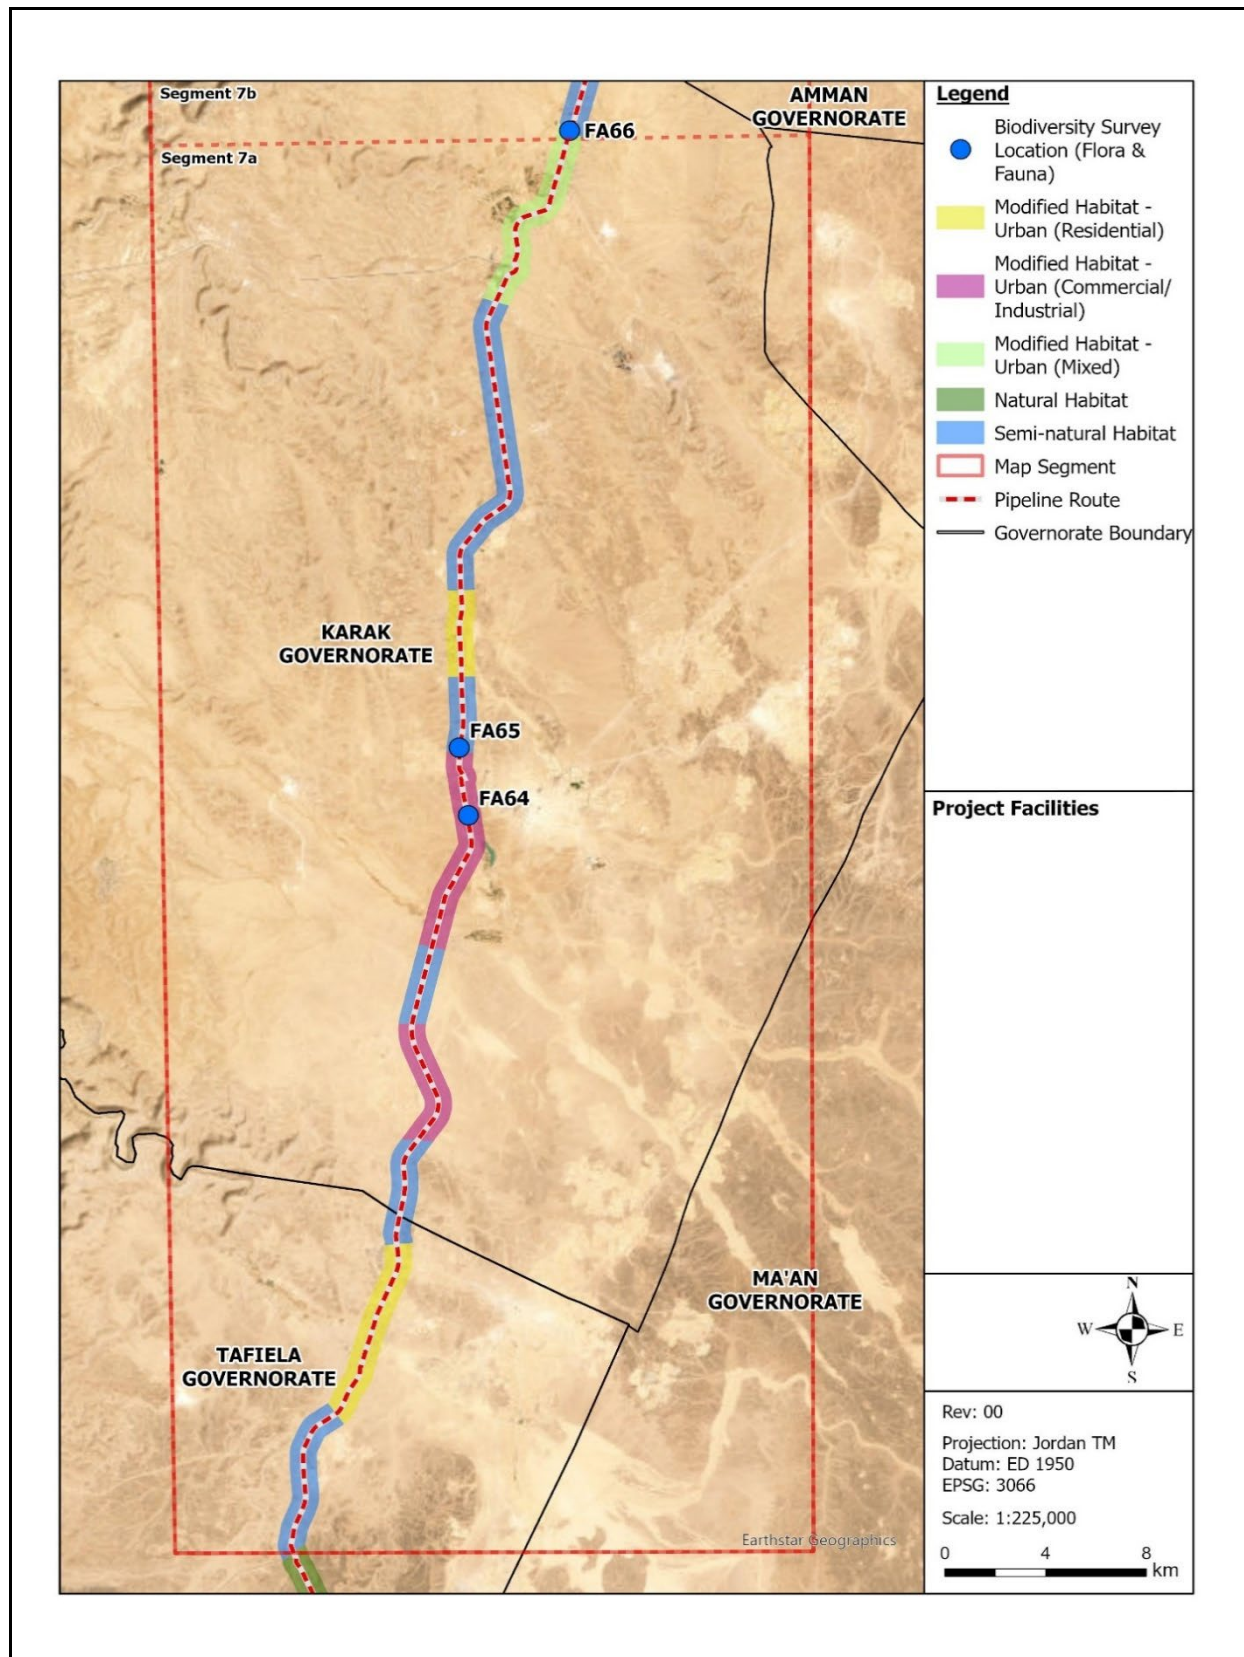 Segment 7b
Segment 7a
AMMAN
GOVERNORATE
FA66
KARAK
GOVERNORATE
FA65
FA64
MA'AN
GOVERNORATE
TAFIELA
GOVERNORATE
Earthstar Geographics
Legend
Biodiversity Survey
Location (Flora &
Fauna)
Modified Habitat -
Urban (Residential)
Modified Habitat -
Urban (Commercial/
Industrial)
Modified Habitat -
Urban (Mixed)
Natural Habitat
Semi-natural Habitat
Map Segment
Pipeline Route
Governorate Boundary
Project Facilities
N
W E
S
Rev: 00
Projection: Jordan TM
Datum: ED 1950
EPSG: 3066
Scale: 1:225,000
0 4 8
km